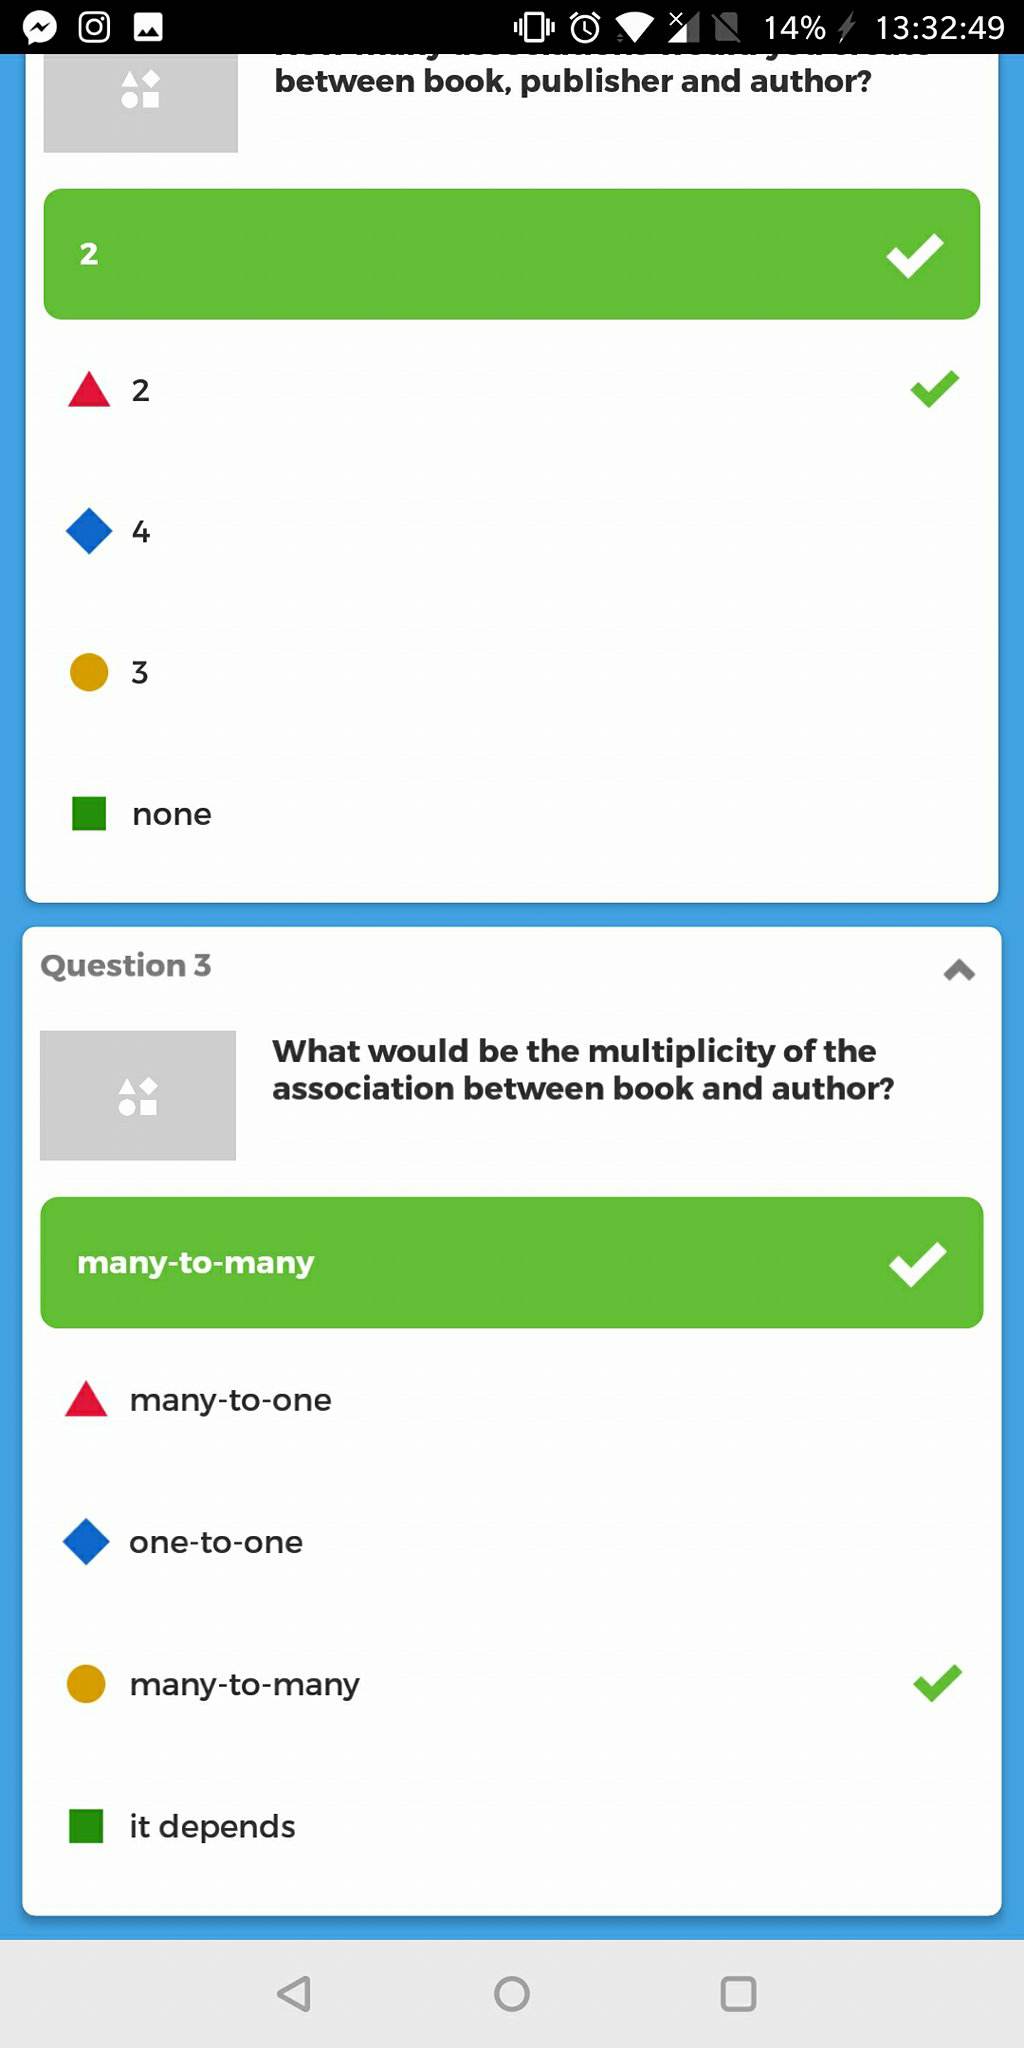 14% 13:32:49
between book, publisher and author?
2
2
4
3
none
Question 3
What would be the multiplicity of the
association between book and author?
many-to-many
many-to-one
one-to-one
many-to-many
it depends